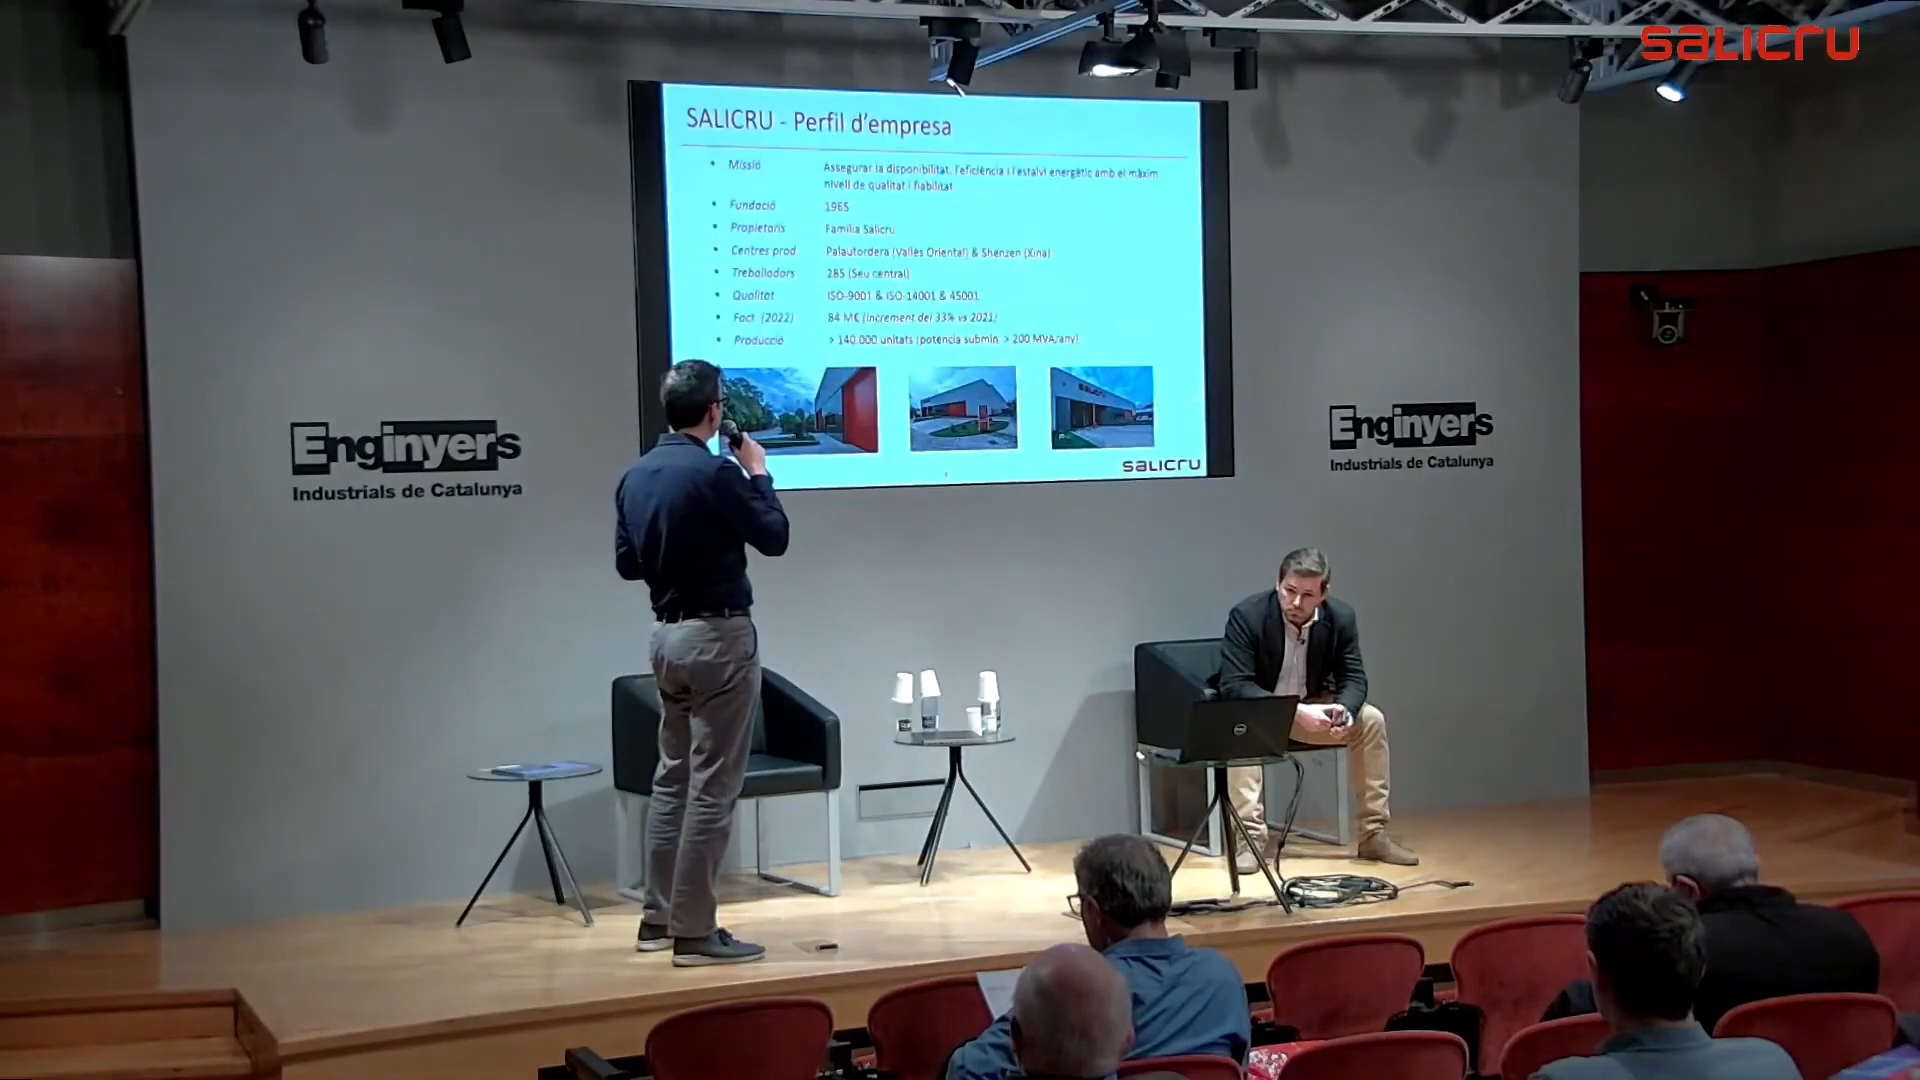 salicru
SALICRU - Perfil d'empresa
• Missió Assegurar la disponibilitat, l'eficiència i l'estalvi energètic amb el màxim
nivell de qualitat i fiabilitat
• Fundació 1965
• Propietaris Família Salicru
• Centres prod Palautordera (Vallès Oriental) & Shenzen (Xina)
• Treballadors 285 (Seu central)
• Qualitat ISO-9001 & ISO-14001 & 45001
• Fact (2022) 84 M€ (increment del 33% vs 2021)
• Producció > 140.000 unitats (potencia submin > 200 MVA/any)
SALICRU
salicru
Enginyers
Industrials de Catalunya
Enginyers
Industrials de Catalunya
DELL